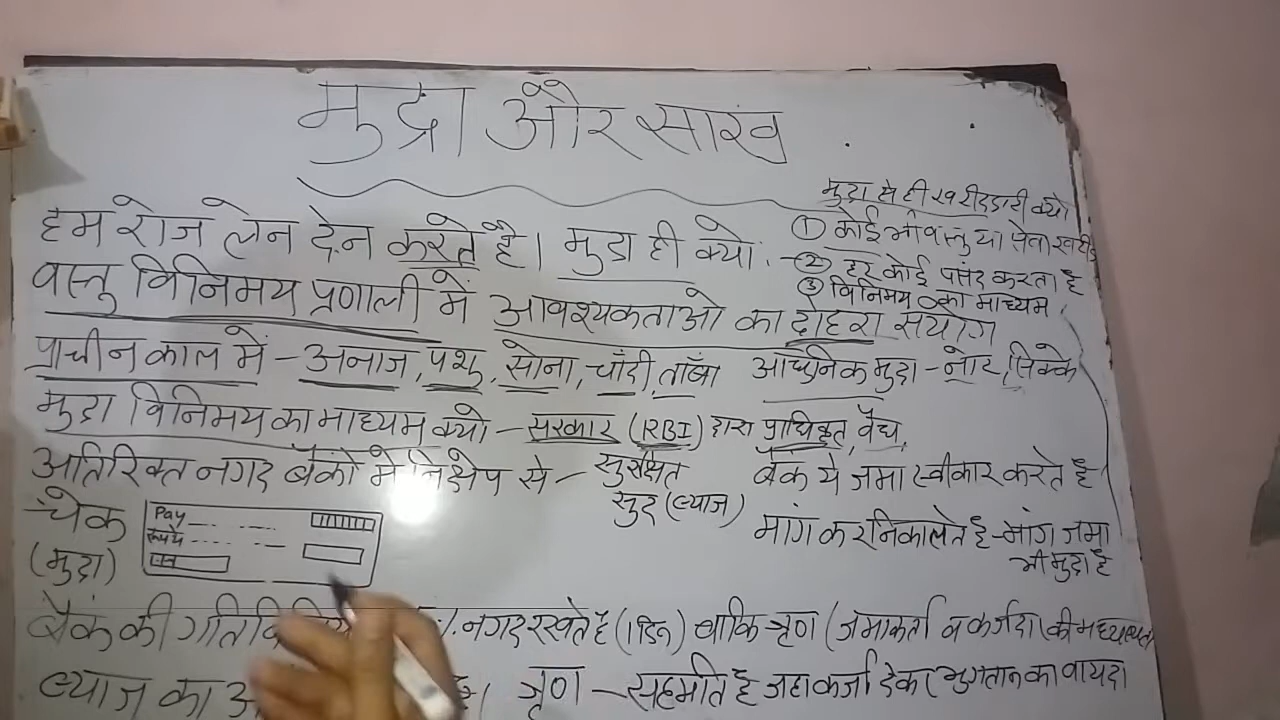 मुद्रा और साख
हम रोज लेन देन करते है। मुद्रा ही क्यो
मुद्रा से ही खरीददारी क्यो
① कोई भी वस्तु या सेवा खरीद
② हर कोई पसंद करता है
③ विनिमय का माध्यम
वस्तु विनिमय प्रणाली में आवश्यकताओ का दोहरा संयोग
प्राचीन काल में - अनाज, पशु, सोना, चाँदी, ताँबा आधुनिक मुद्रा - नोट, सिक्के
मुद्रा विनिमय का माध्यम क्यो - सरकार (RBI) द्वारा प्राधिकृत, वैध,
अतिरिक्त नगद बैंको में निक्षेप से - सुरक्षित
सुद (ब्याज)
बैंक ये जमा स्वीकार करते है
मांग कर निकालते है - मांग जमा
भी मुद्रा है
चेक
(मुद्रा)
Pay
रूपये
बैंक की नगद रखते है (1 दिन) बाकि ऋण (जमाकर्ता व कर्जदार की मध्यस्थता
ब्याज का ऋण - सहमति है जहा कर्जा देकर भुगतान का वायदा